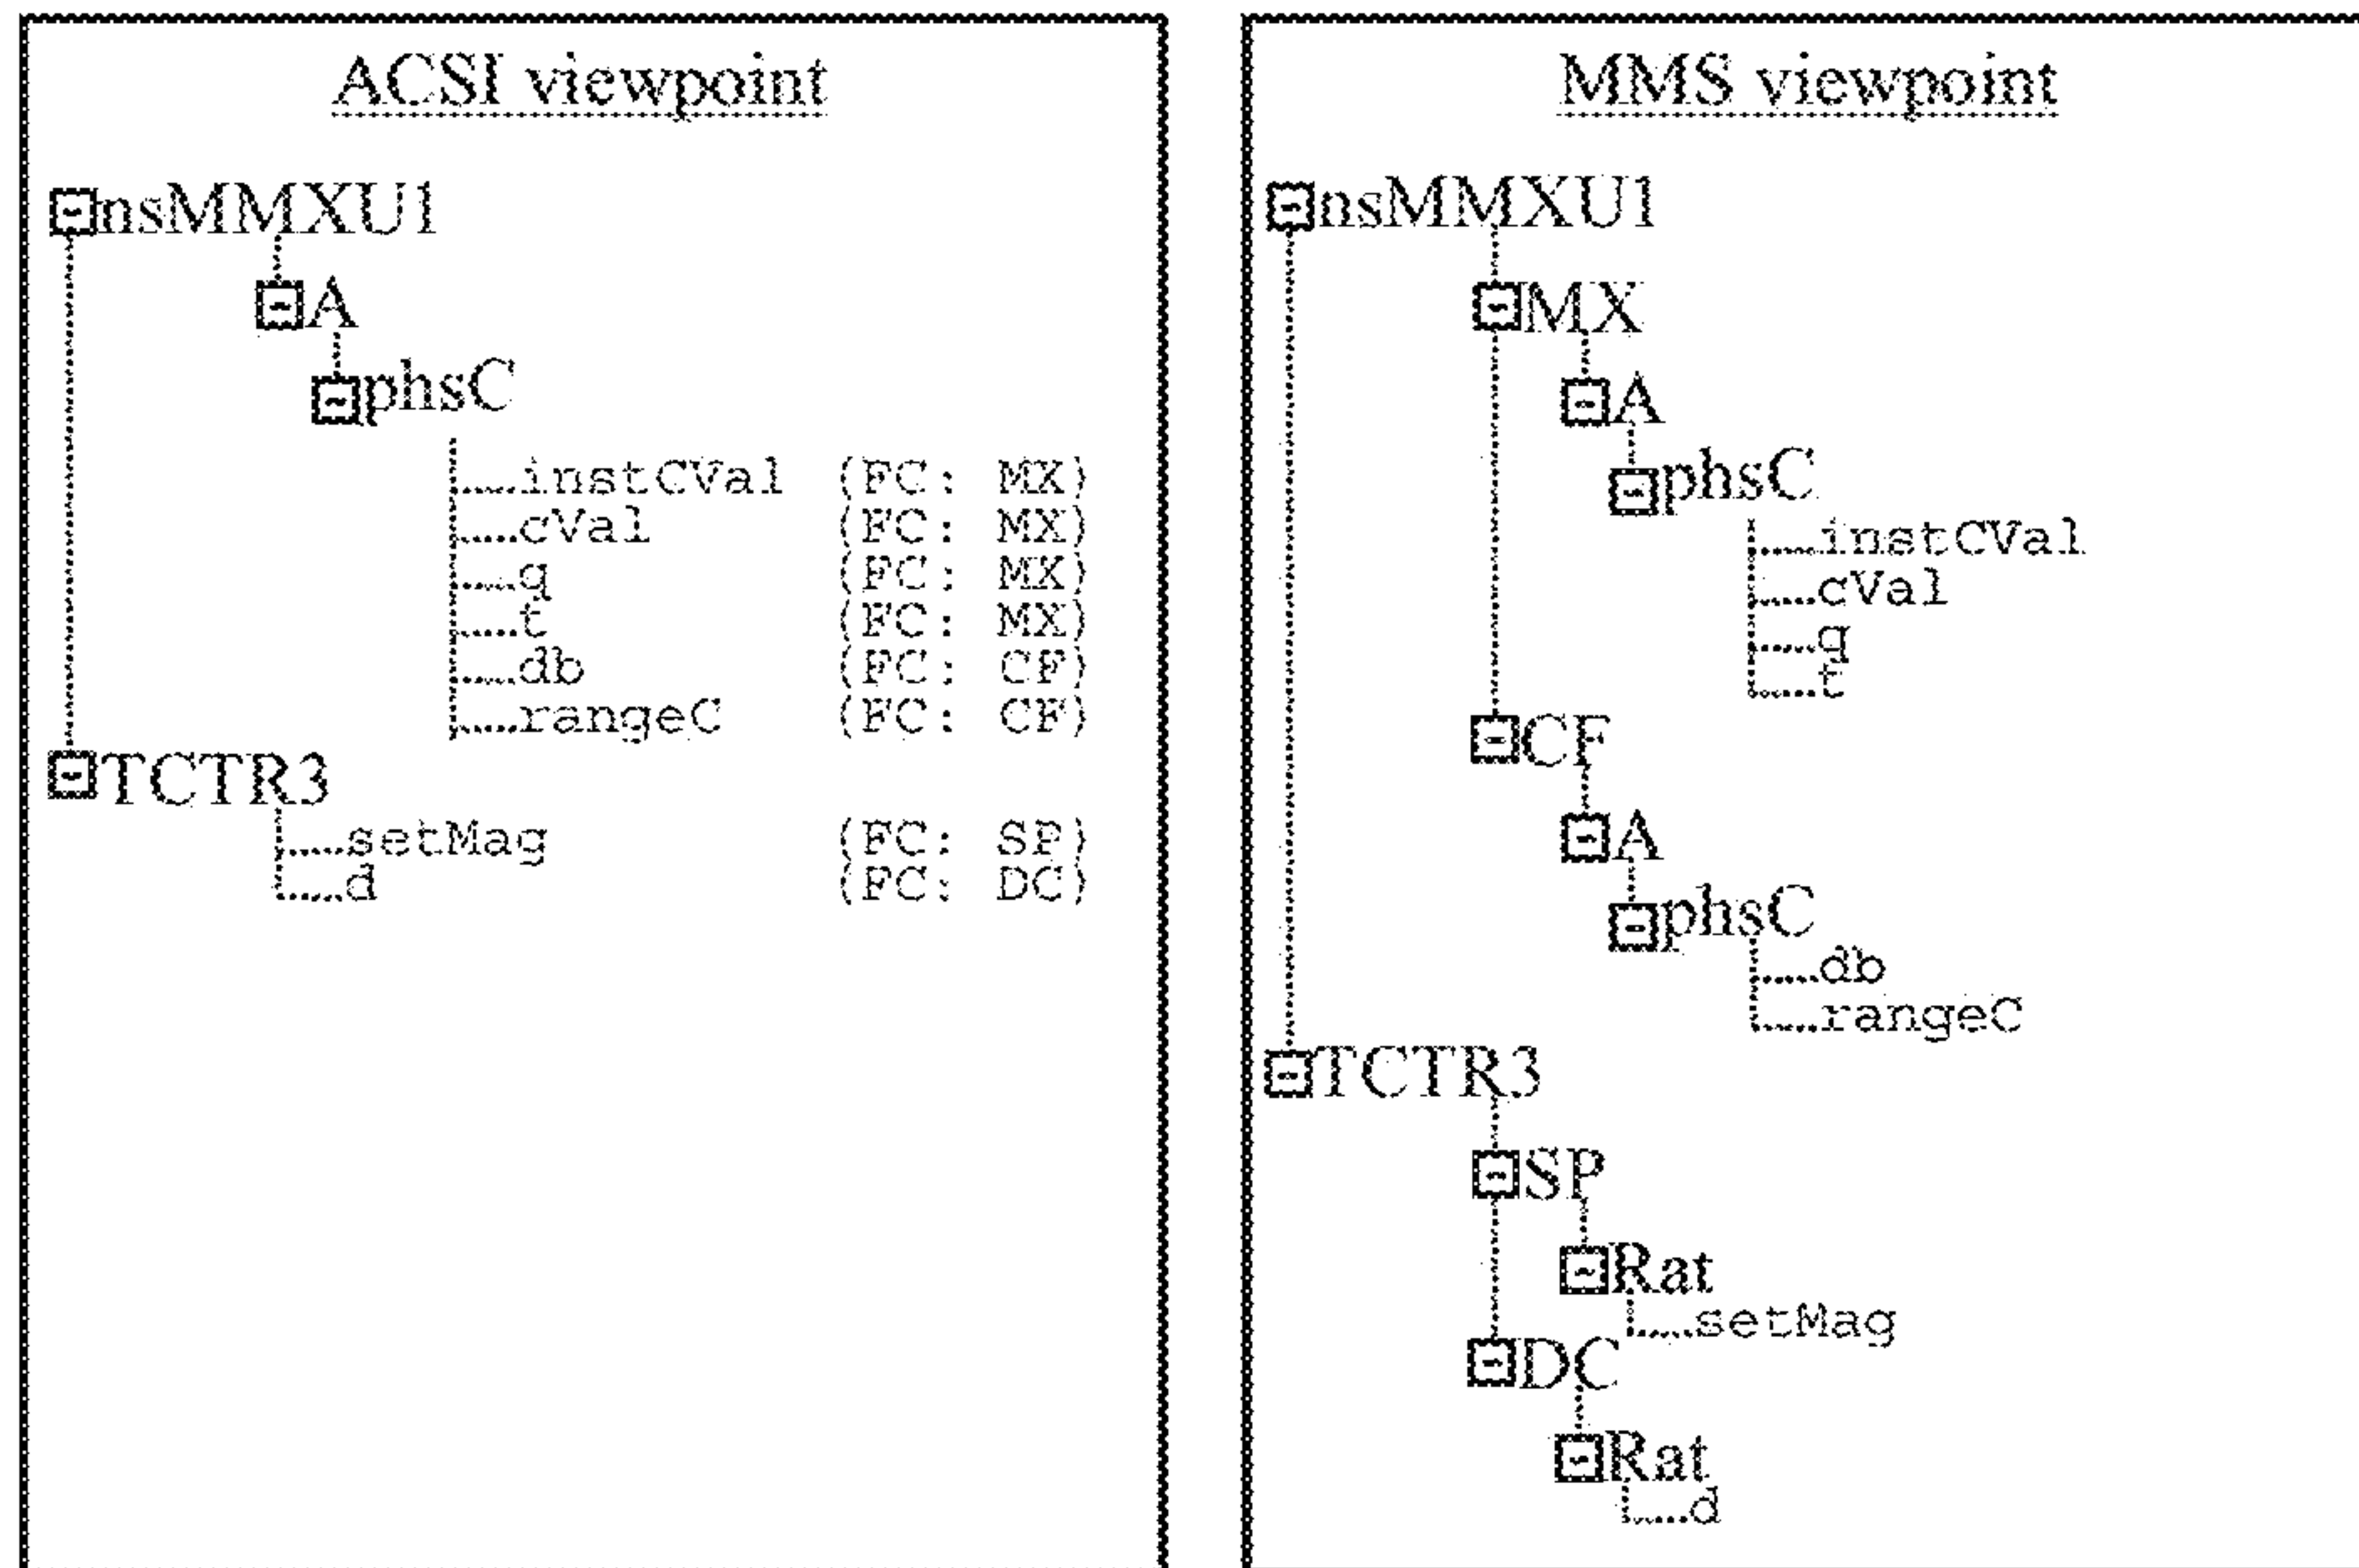 ACSI viewpoint
nsMMXU1
A
phsC
instCVal (FC: MX)
cVal (FC: MX)
q (FC: MX)
t (FC: MX)
db (FC: CF)
rangeC (FC: CF)
TCTR3
setMag (FC: SP)
d (FC: DC)
MMS viewpoint
nsMMXU1
MX
A
phsC
instCVal
cVal
q
t
CF
A
phsC
db
rangeC
TCTR3
SP
Rat
setMag
DC
Rat
d